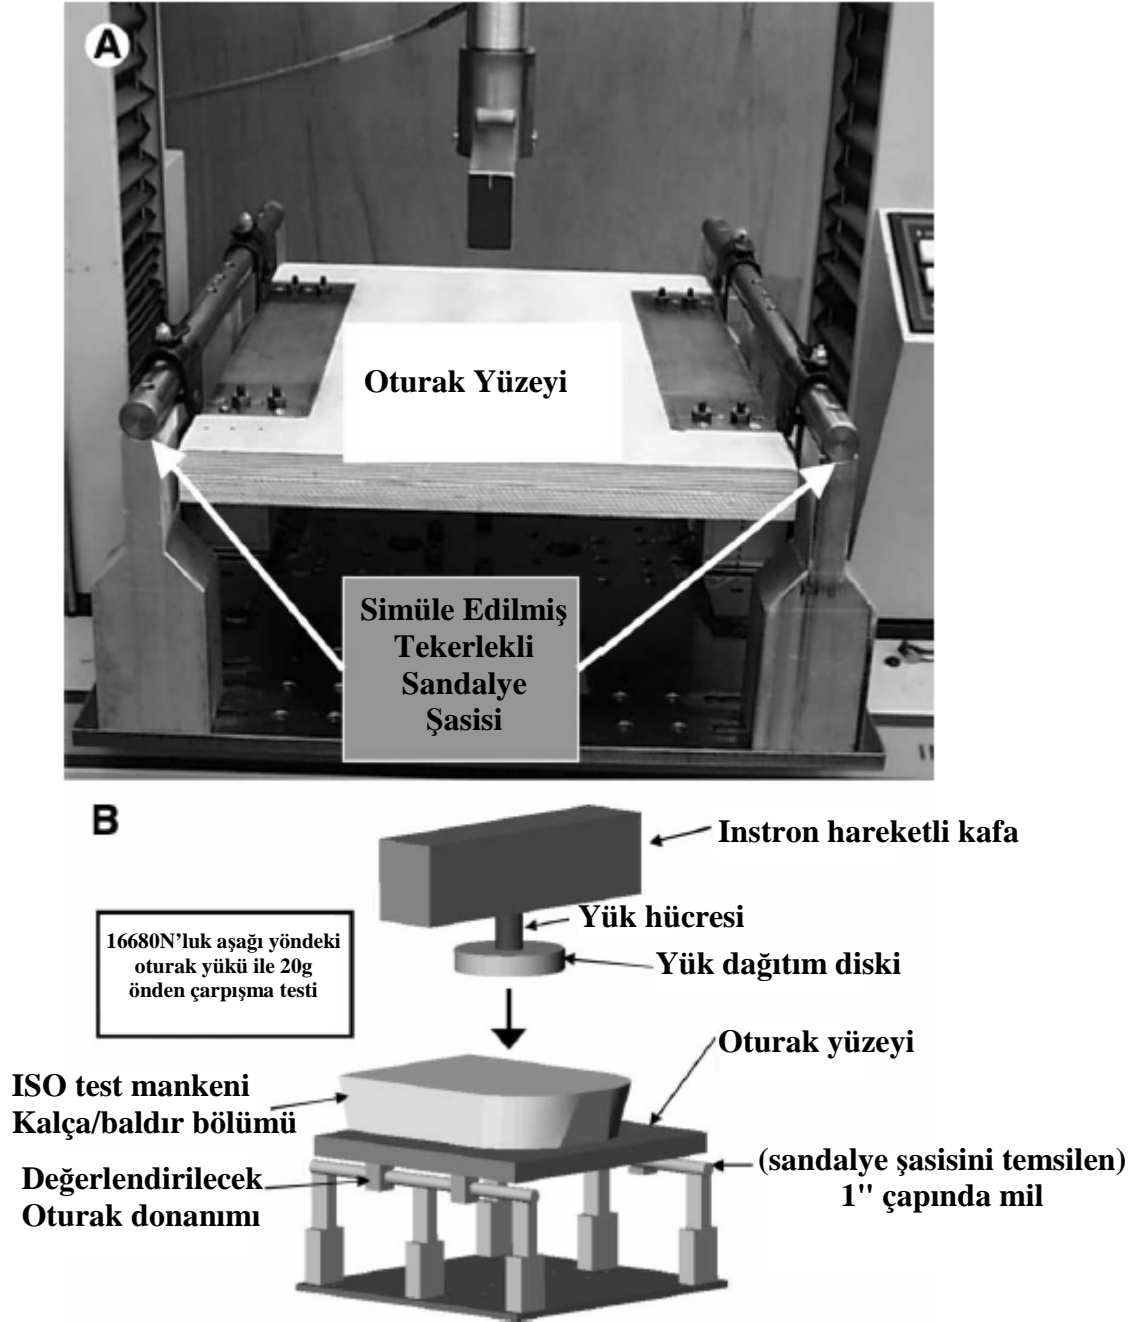 A
Oturak Yüzeyi
Simüle Edilmiş
Tekerlekli
Sandalye
Şasisi
B
Instron hareketli kafa
Yük hücresi
16680N’luk aşağı yöndeki
oturak yükü ile 20g
önden çarpışma testi
Yük dağıtım diski
Oturak yüzeyi
ISO test mankeni
Kalça/baldır bölümü
(sandalye şasisini temsilen)
1" çapında mil
Değerlendirilecek
Oturak donanımı